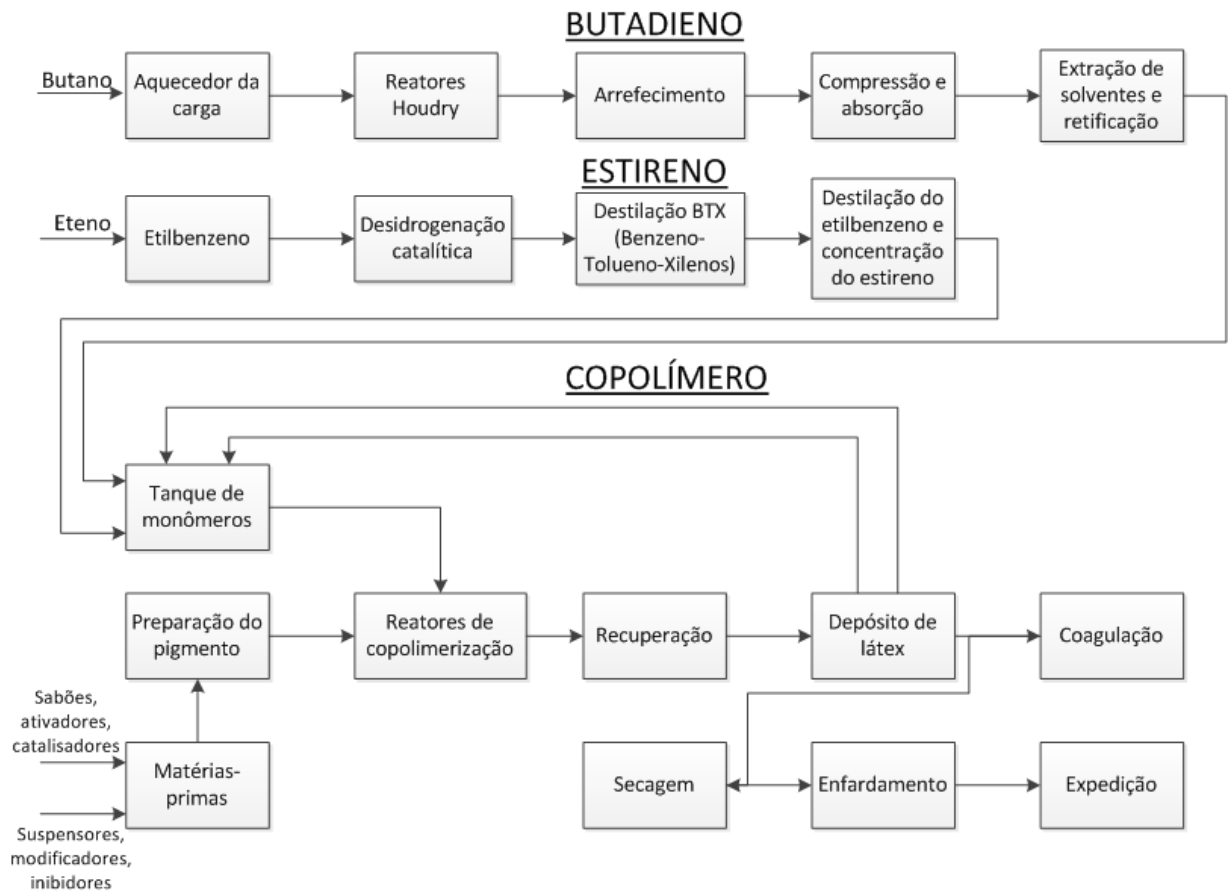 BUTADIENO
Butano
Aquecedor da
carga
Reatores
Houdry
Arrefecimento
Compressão e
absorção
Extração de
solventes e
retificação
ESTIRENO
Eteno
Etilbenzeno
Desidrogenação
catalítica
Destilação BTX
(Benzeno-
Tolueno-Xilenos)
Destilação do
etilbenzeno e
concentração
do estireno
COPOLÍMERO
Tanque de
monômeros
Preparação do
pigmento
Reatores de
copolimerização
Recuperação
Depósito de
látex
Coagulação
Sabões,
ativadores,
catalisadores
Matérias-
primas
Secagem
Enfardamento
Expedição
Suspensores,
modificadores,
inibidores